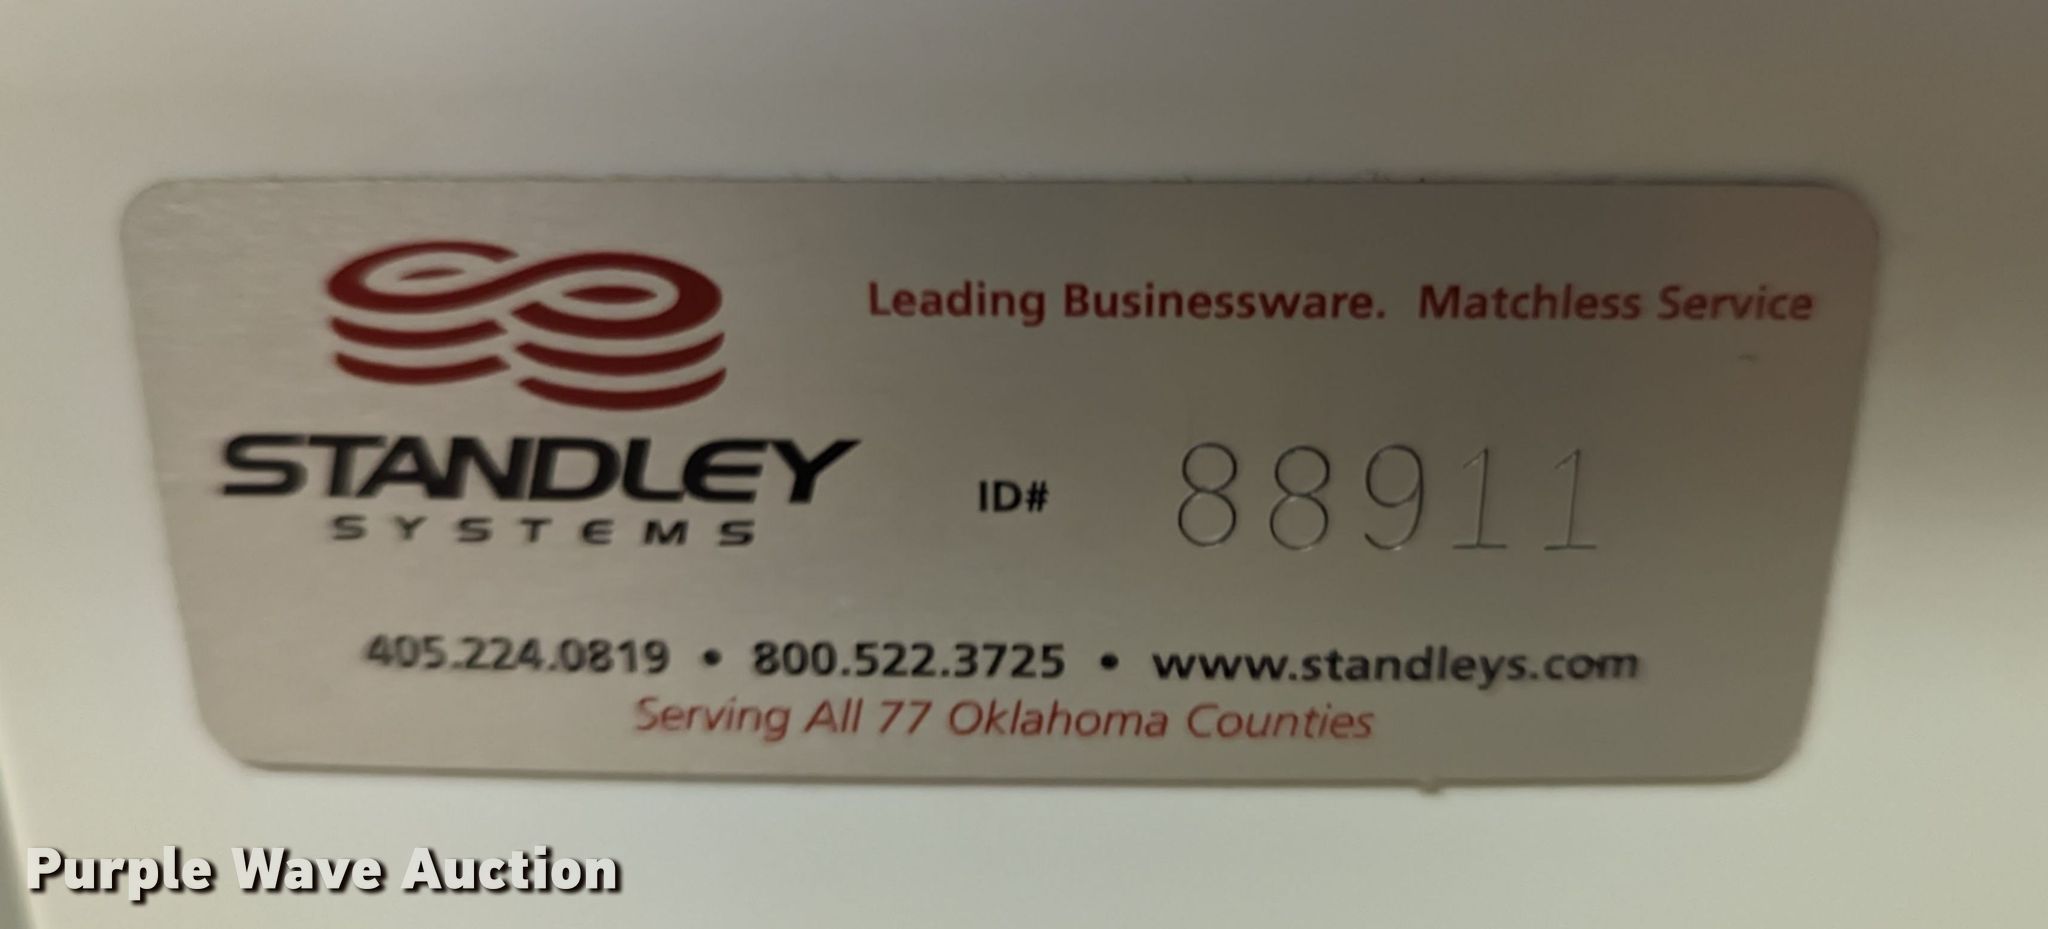 Leading Businessware. Matchless Service
STANDLEY
SYSTEMS
ID# 88911
405.224.0819 • 800.522.3725 • www.standleys.com
Serving All 77 Oklahoma Counties
Purple Wave Auction